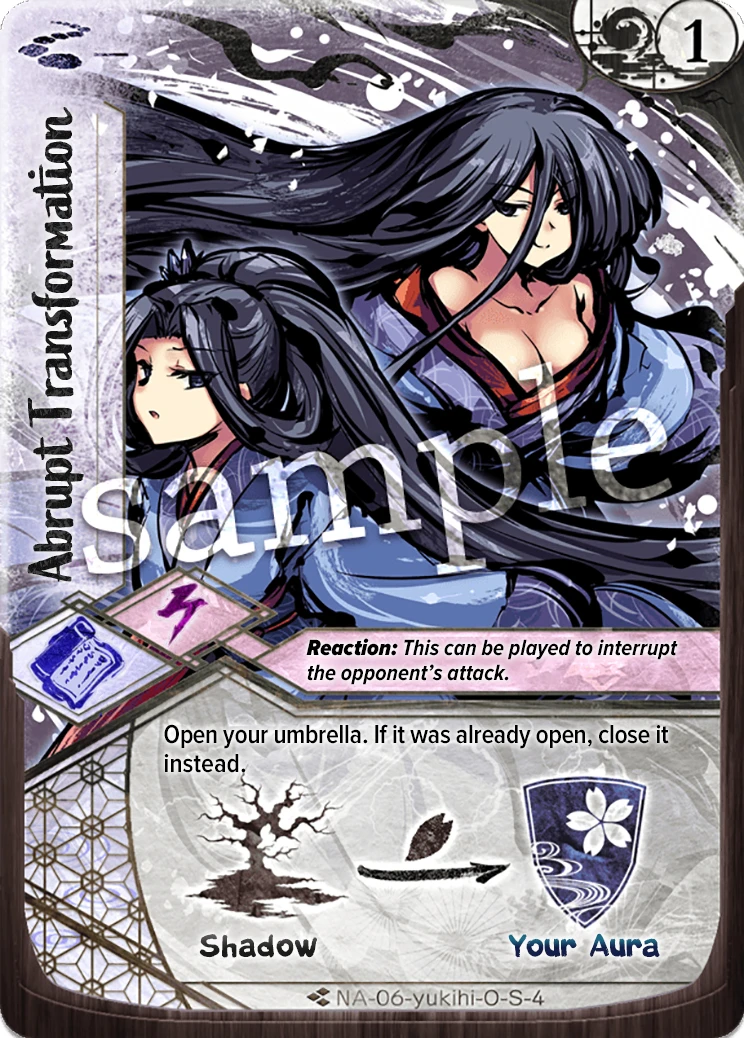 1
Abrupt Transformation
sample
Reaction: This can be played to interrupt
the opponent's attack.
Open your umbrella. If it was already open, close it
instead.
Shadow
Your Aura
NA-06-yukihi-O-S-4